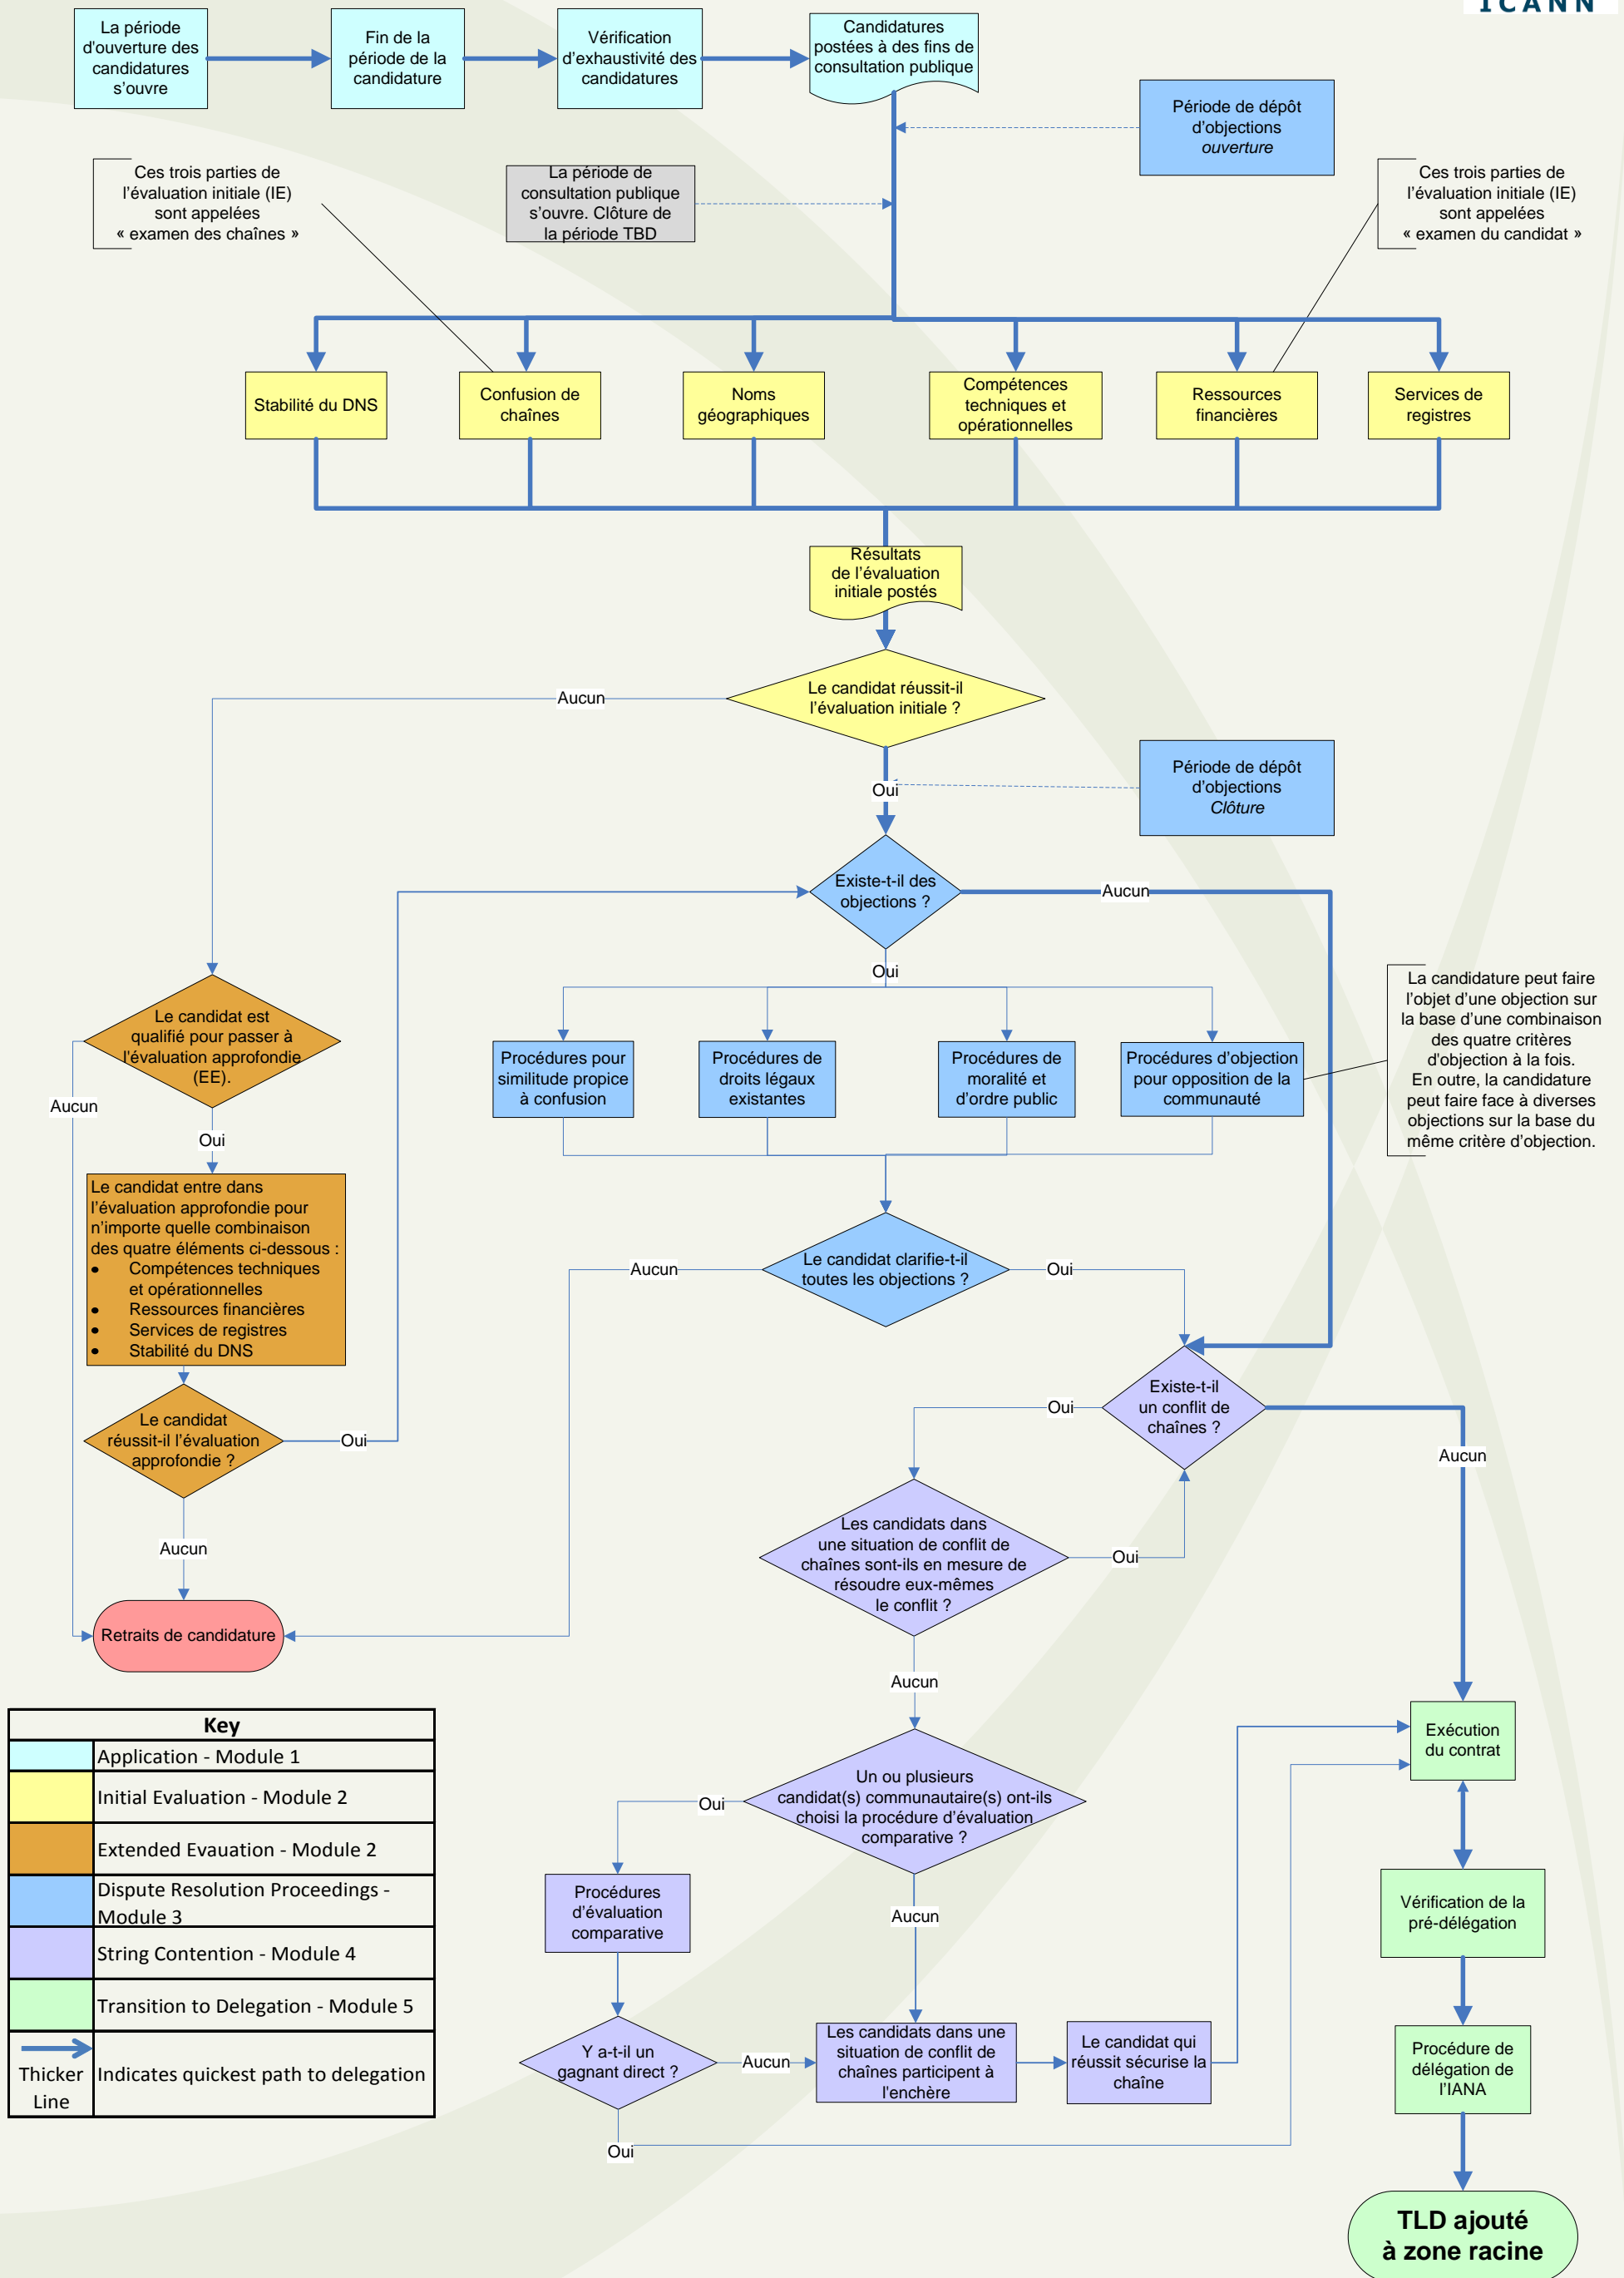 ICANN
La période
d'ouverture des
candidatures
s'ouvre
Fin de la
période de la
candidature
Vérification
d'exhaustivité des
candidatures
Candidatures
postées à des fins de
consultation publique
Période de dépôt
d'objections
ouverture
Ces trois parties de
l'évaluation initiale (IE)
sont appelées
« examen des chaînes »
La période de
consultation publique
s'ouvre. Clôture de
la période TBD
Ces trois parties de
l'évaluation initiale (IE)
sont appelées
« examen du candidat »
Stabilité du DNS
Confusion de
chaînes
Noms
géographiques
Compétences
techniques et
opérationnelles
Ressources
financières
Services de
registres
Résultats
de l'évaluation
initiale postés
Le candidat réussit-il
l'évaluation initiale ?
Aucun
Oui
Période de dépôt
d'objections
Clôture
Existe-t-il des
objections ?
Aucun
Oui
Le candidat est
qualifié pour passer à
l'évaluation approfondie
(EE).
Aucun
Oui
Procédures pour
similitude propice
à confusion
Procédures de
droits légaux
existantes
Procédures de
moralité et
d'ordre public
Procédures d'objection
pour opposition de la
communauté
La candidature peut faire
l'objet d'une objection sur
la base d'une combinaison
des quatre critères
d'objection à la fois.
En outre, la candidature
peut faire face à diverses
objections sur la base du
même critère d'objection.
Le candidat entre dans
l'évaluation approfondie pour
n'importe quelle combinaison
des quatre éléments ci-dessous :
• Compétences techniques
et opérationnelles
• Ressources financières
• Services de registres
• Stabilité du DNS
Le candidat clarifie-t-il
toutes les objections ?
Aucun
Oui
Le candidat
réussit-il l'évaluation
approfondie ?
Oui
Aucun
Existe-t-il
un conflit de
chaînes ?
Oui
Aucun
Les candidats dans
une situation de conflit de
chaînes sont-ils en mesure de
résoudre eux-mêmes
le conflit ?
Oui
Aucun
Retraits de candidature
Un ou plusieurs
candidat(s) communautaire(s) ont-ils
choisi la procédure d'évaluation
comparative ?
Oui
Aucun
Exécution
du contrat
Procédures
d'évaluation
comparative
Vérification de la
pré-délégation
Y a-t-il un
gagnant direct ?
Aucun
Oui
Les candidats dans une
situation de conflit de
chaînes participent à
l'enchère
Le candidat qui
réussit sécurise la
chaîne
Procédure de
délégation de
l'IANA
TLD ajouté
à zone racine
Key
Application - Module 1
Initial Evaluation - Module 2
Extended Evauation - Module 2
Dispute Resolution Proceedings -
Module 3
String Contention - Module 4
Transition to Delegation - Module 5
Thicker
Line
Indicates quickest path to delegation